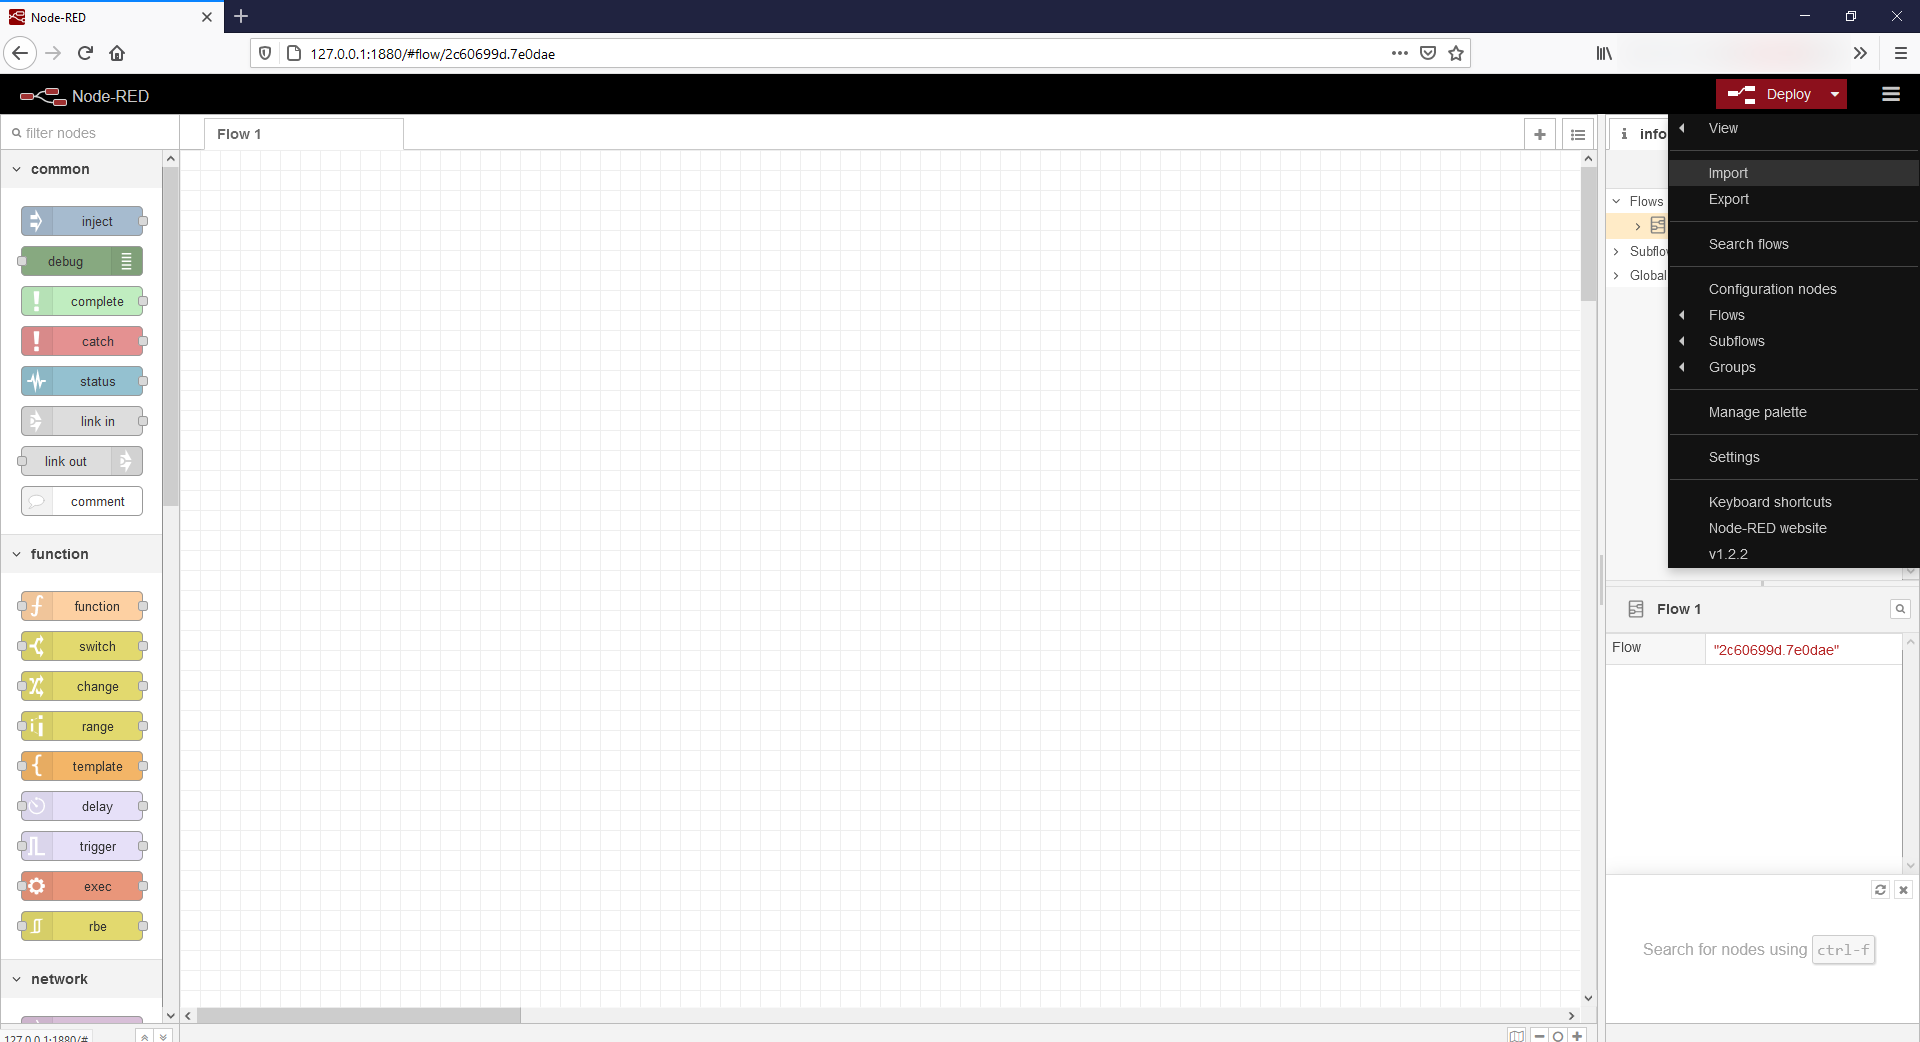 Node-RED
127.0.0.1:1880/#flow/2c60699d.7e0dae
Node-RED
Deploy
filter nodes
Flow 1
info
common
inject
debug
complete
catch
status
link in
link out
comment
function
function
switch
change
range
template
delay
trigger
exec
rbe
network
127.0.0.1:1880/#
Flows
Subflo
Global
View
Import
Export
Search flows
Configuration nodes
Flows
Subflows
Groups
Manage palette
Settings
Keyboard shortcuts
Node-RED website
v1.2.2
Flow 1
Flow "2c60699d.7e0dae"
Search for nodes using ctrl-f